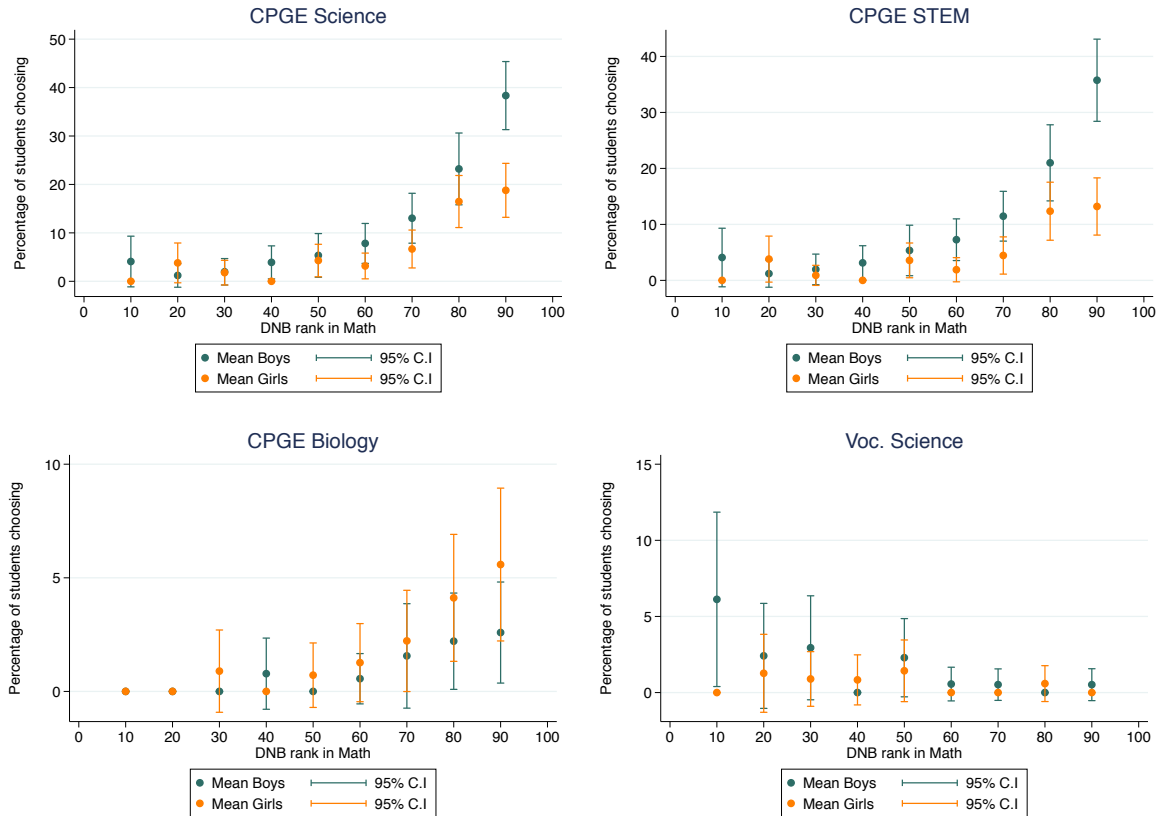 CPGE Science
Percentage of students choosing
50
40
30
20
10
0
0 10 20 30 40 50 60 70 80 90 100
DNB rank in Math
Mean Boys 95% C.I
Mean Girls 95% C.I
CPGE STEM
Percentage of students choosing
40
30
20
10
0
0 10 20 30 40 50 60 70 80 90 100
DNB rank in Math
Mean Boys 95% C.I
Mean Girls 95% C.I
CPGE Biology
Percentage of students choosing
10
5
0
0 10 20 30 40 50 60 70 80 90 100
DNB rank in Math
Mean Boys 95% C.I
Mean Girls 95% C.I
Voc. Science
Percentage of students choosing
15
10
5
0
0 10 20 30 40 50 60 70 80 90 100
DNB rank in Math
Mean Boys 95% C.I
Mean Girls 95% C.I